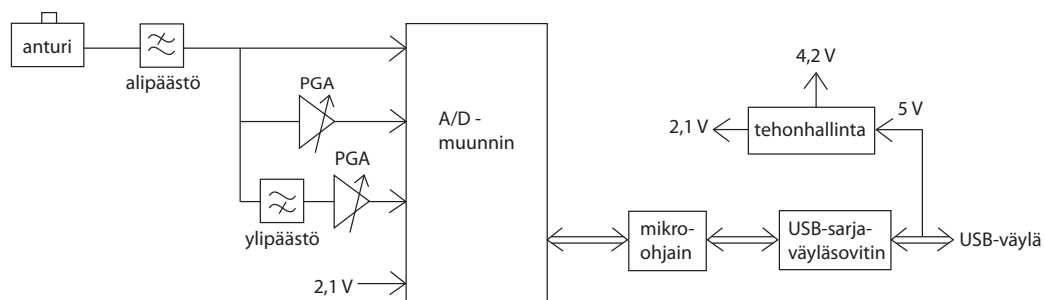 anturi
alipäästö
PGA
PGA
ylipäästö
2,1 V
A/D -
muunnin
4,2 V
2,1 V
tehonhallinta
5 V
mikro-
ohjain
USB-sarja-
väyläsovitin
USB-väylä